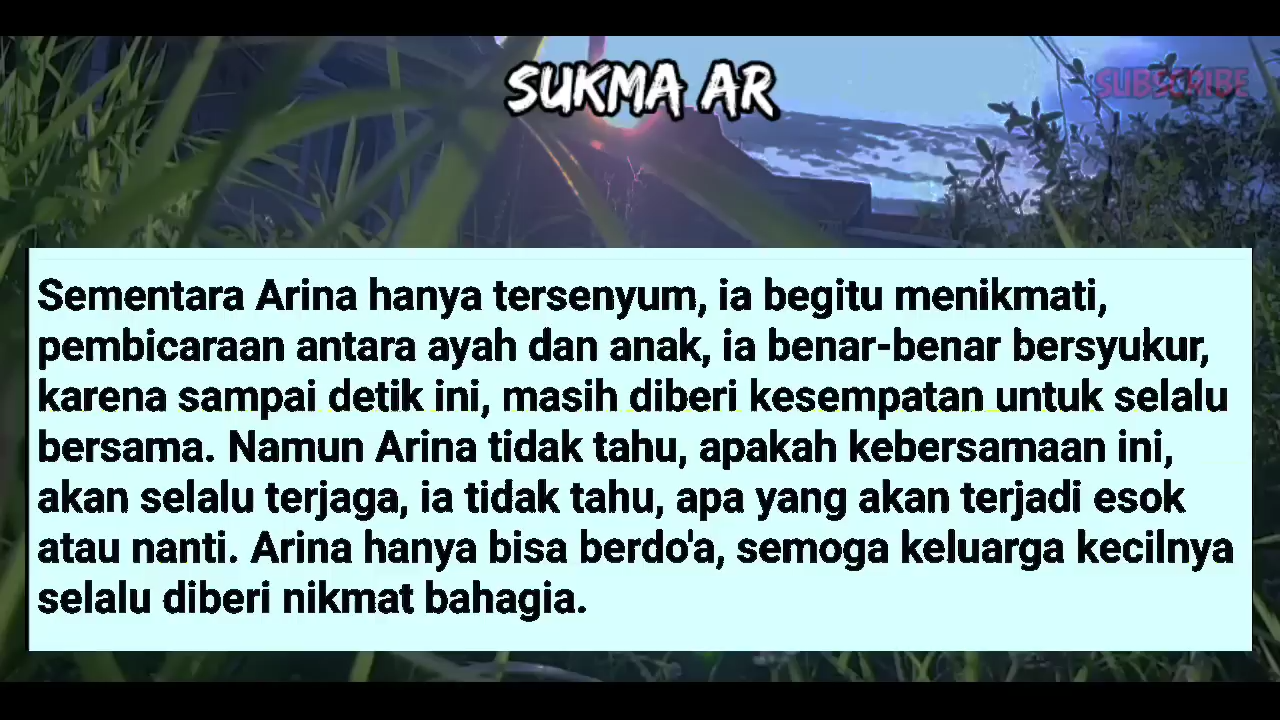 SUKMA AR
SUBSCRIBE
Sementara Arina hanya tersenyum, ia begitu menikmati,
pembicaraan antara ayah dan anak, ia benar-benar bersyukur,
karena sampai detik ini, masih diberi kesempatan untuk selalu
bersama. Namun Arina tidak tahu, apakah kebersamaan ini,
akan selalu terjaga, ia tidak tahu, apa yang akan terjadi esok
atau nanti. Arina hanya bisa berdo'a, semoga keluarga kecilnya
selalu diberi nikmat bahagia.